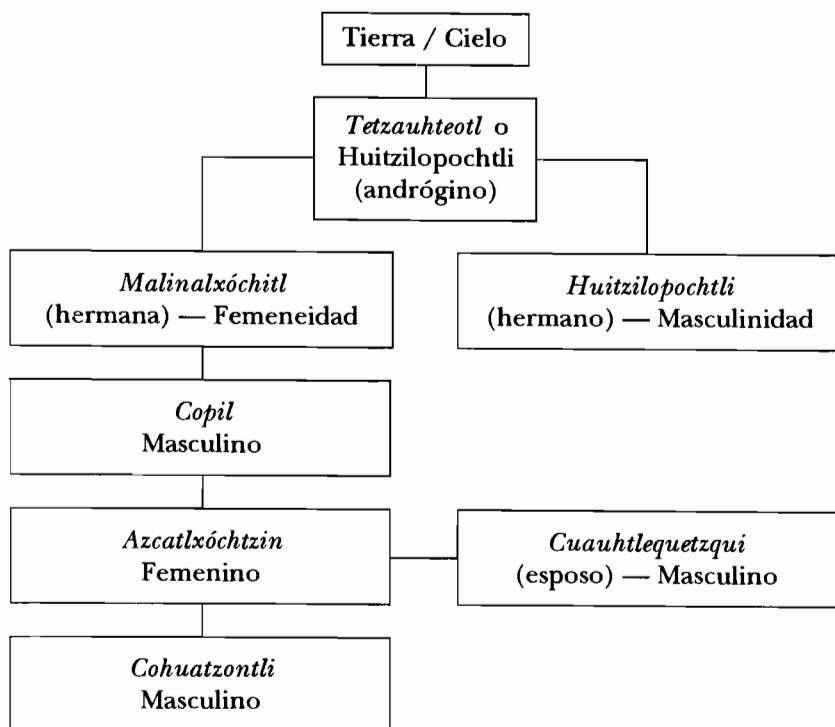 Tierra / Cielo
Tetzauhteotl o
Huitzilopochtli
(andrógino)
Malinalxóchitl
(hermana) — Femeneidad
Huitzilopochtli
(hermano) — Masculinidad
Copil
Masculino
Azcatlxóchtzin
Femenino
Cuauhtlequetzqui
(esposo) — Masculino
Cohuatzontli
Masculino